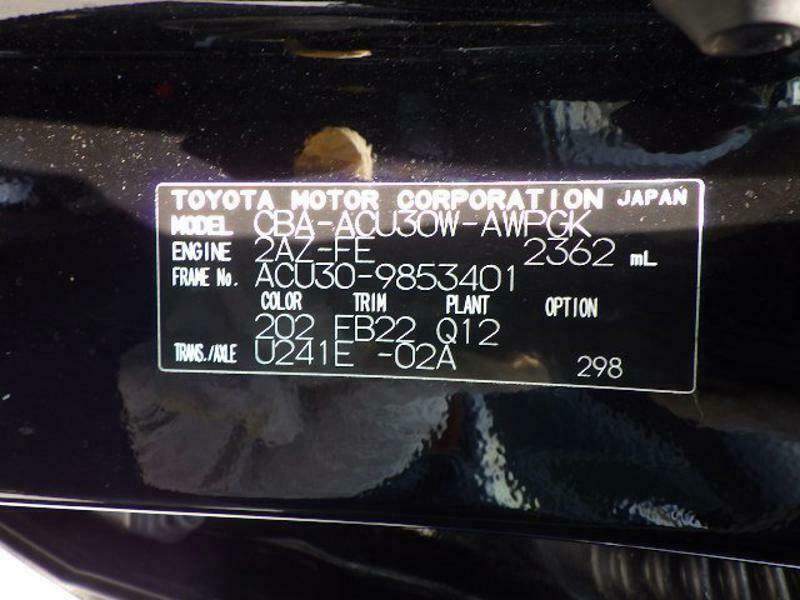 TOYOTA MOTOR CORPORATION JAPAN
MODEL CBA-ACU30W-AWPGK
ENGINE 2AZ-FE 2362 mL
FRAME No. ACU30-9853401
COLOR TRIM PLANT OPTION
202 FB22 Q12
TRANS./AXLE U241E -02A 298